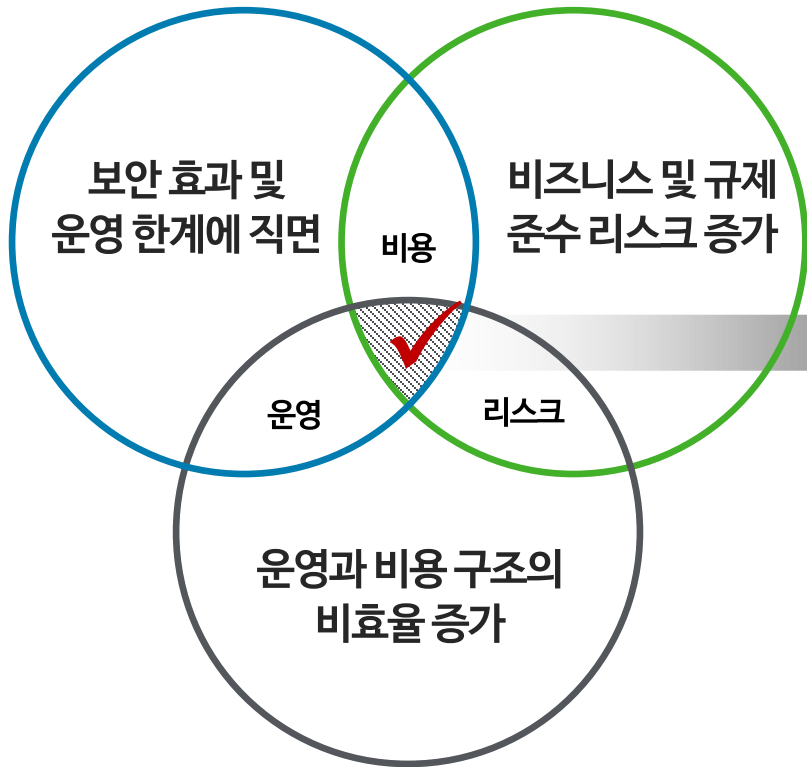 보안 효과 및
운영 한계에 직면
비즈니스 및 규제
준수 리스크 증가
비용
운영
리스크
운영과 비용 구조의
비효율 증가